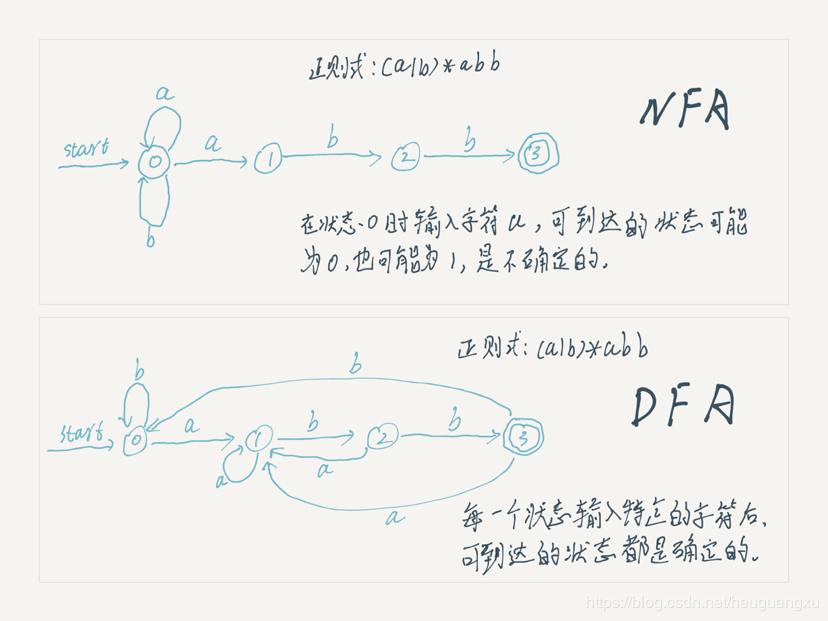 正则式:(a|b)*abb
NFA
a
start
0
a
1
b
2
b
3
b
在状态0时输入字符a,可到达的状态可能
为0,也可能为1,是不确定的.
正则式:(a|b)*abb
DFA
b
b
start
0
a
1
b
2
b
3
a
a
a
每一个状态输入特定的字符后,
可到达的状态都是确定的.
https://blog.csdn.net/heuguangxu